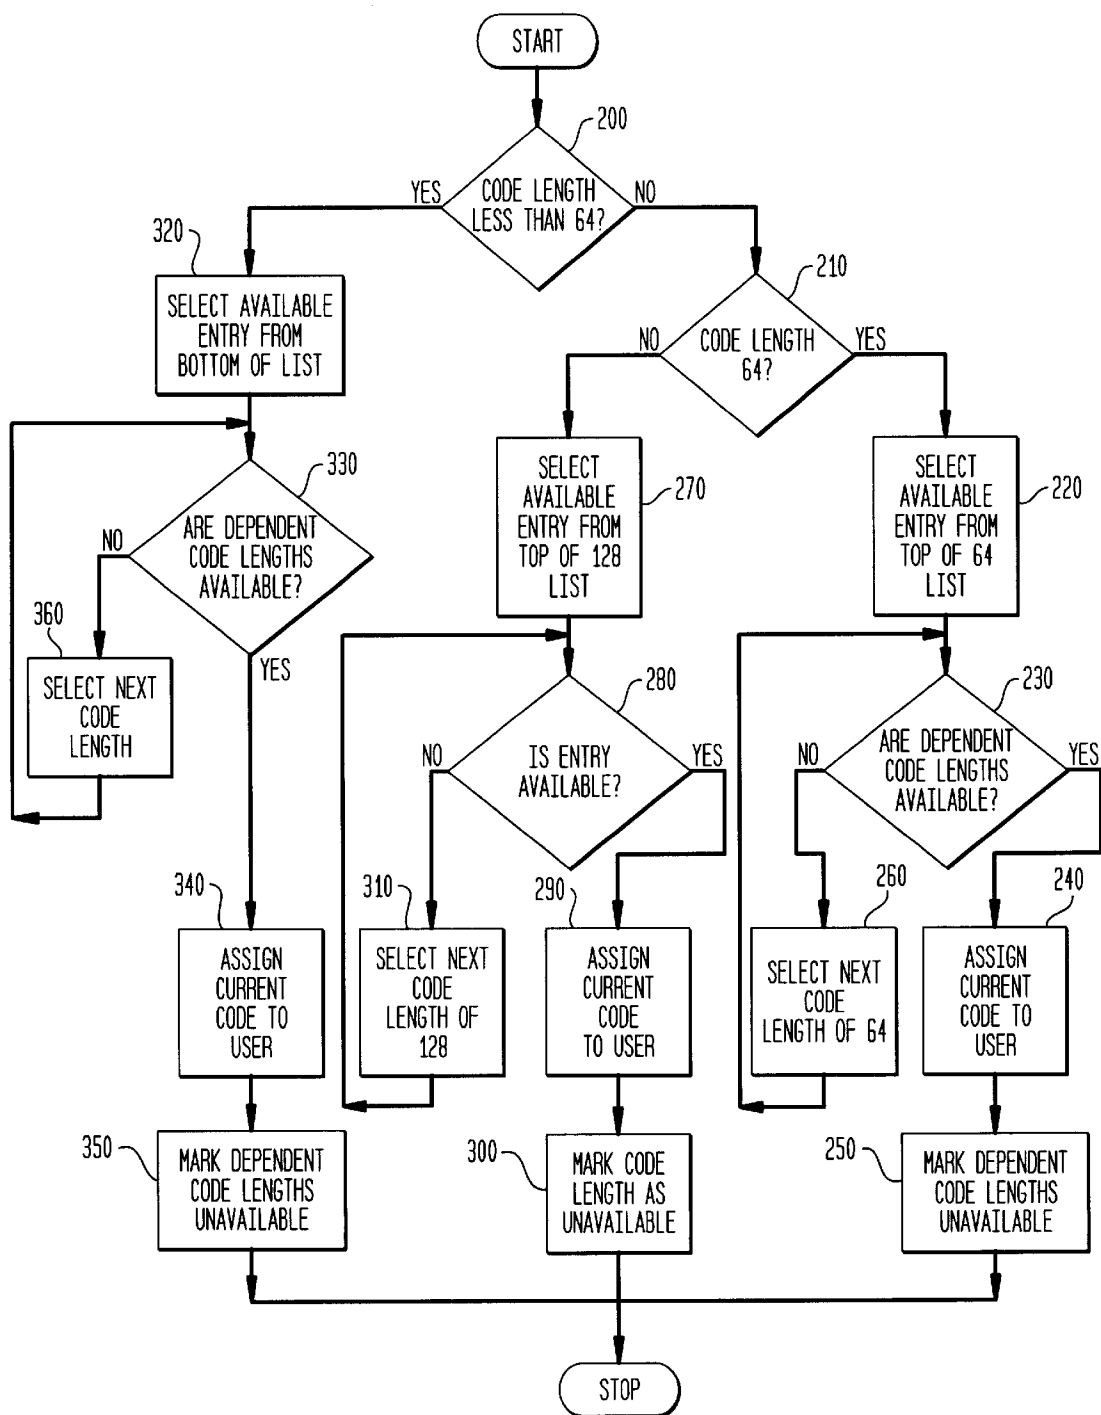 START
200
CODE LENGTH
LESS THAN 64?
YES
NO
320
SELECT AVAILABLE
ENTRY FROM
BOTTOM OF LIST
210
CODE LENGTH
64?
NO
YES
330
ARE DEPENDENT
CODE LENGTHS
AVAILABLE?
NO
YES
360
SELECT NEXT
CODE
LENGTH
270
SELECT
AVAILABLE
ENTRY FROM
TOP OF 128
LIST
220
SELECT
AVAILABLE
ENTRY FROM
TOP OF 64
LIST
280
IS ENTRY
AVAILABLE?
NO
YES
230
ARE DEPENDENT
CODE LENGTHS
AVAILABLE?
NO
YES
340
ASSIGN
CURRENT
CODE TO
USER
310
SELECT NEXT
CODE
LENGTH OF
128
290
ASSIGN
CURRENT
CODE
TO USER
260
SELECT NEXT
CODE
LENGTH OF 64
240
ASSIGN
CURRENT
CODE TO
USER
350
MARK DEPENDENT
CODE LENGTHS
UNAVAILABLE
300
MARK CODE
LENGTH AS
UNAVAILABLE
250
MARK DEPENDENT
CODE LENGTHS
UNAVAILABLE
STOP